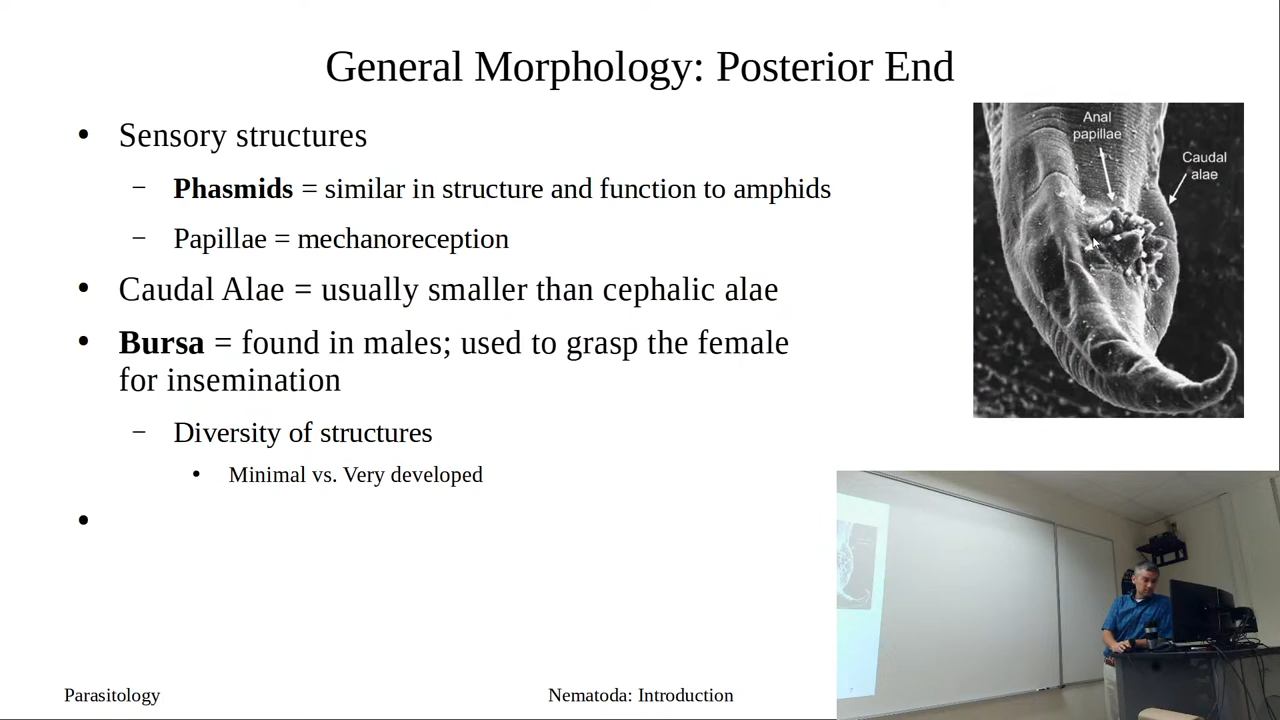 General Morphology: Posterior End
• Sensory structures
– Phasmids = similar in structure and function to amphids
– Papillae = mechanoreception
• Caudal Alae = usually smaller than cephalic alae
• Bursa = found in males; used to grasp the female
for insemination
– Diversity of structures
• Minimal vs. Very developed
•
Anal
papillae
Caudal
alae
Parasitology
Nematoda: Introduction